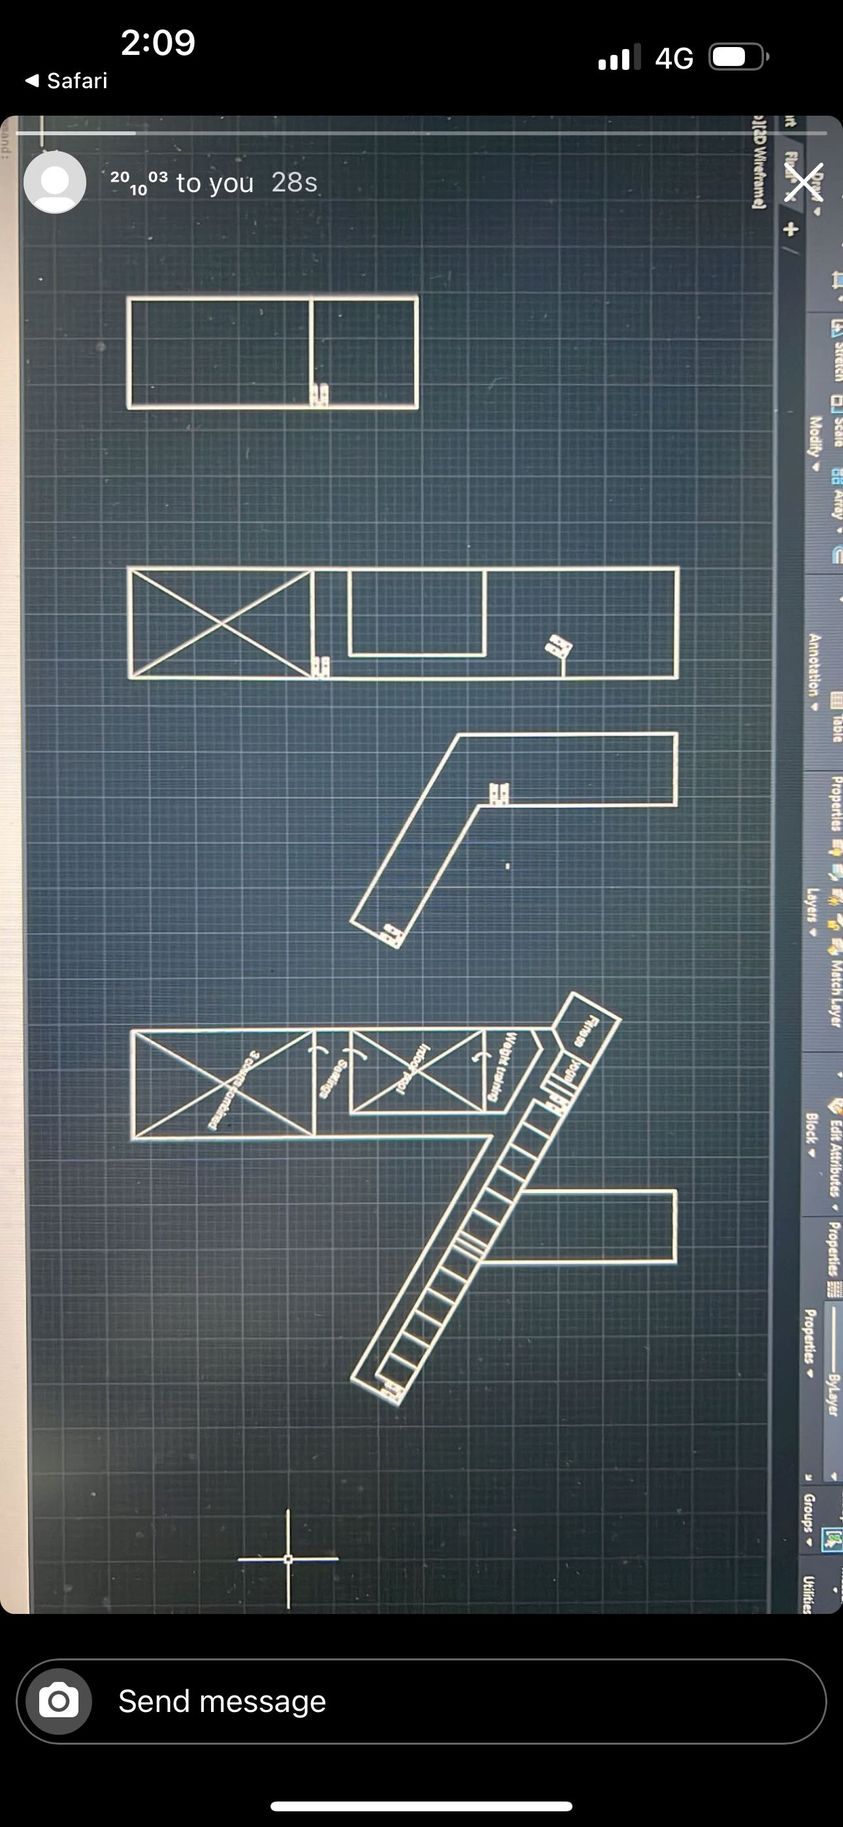 2:09
4G
Safari
20 10 03 to you 28s
[2D Wireframe]
Draw
Stretch
Scale
Array
Modify
Annotation
Table
Properties
Layers
Match Layer
Block
Edit Attributes
Properties
Properties
ByLayer
Groups
Utilities
Fitness
Yoga
Weight training
Indoor pool
Seatings
3 courts combined
Send message